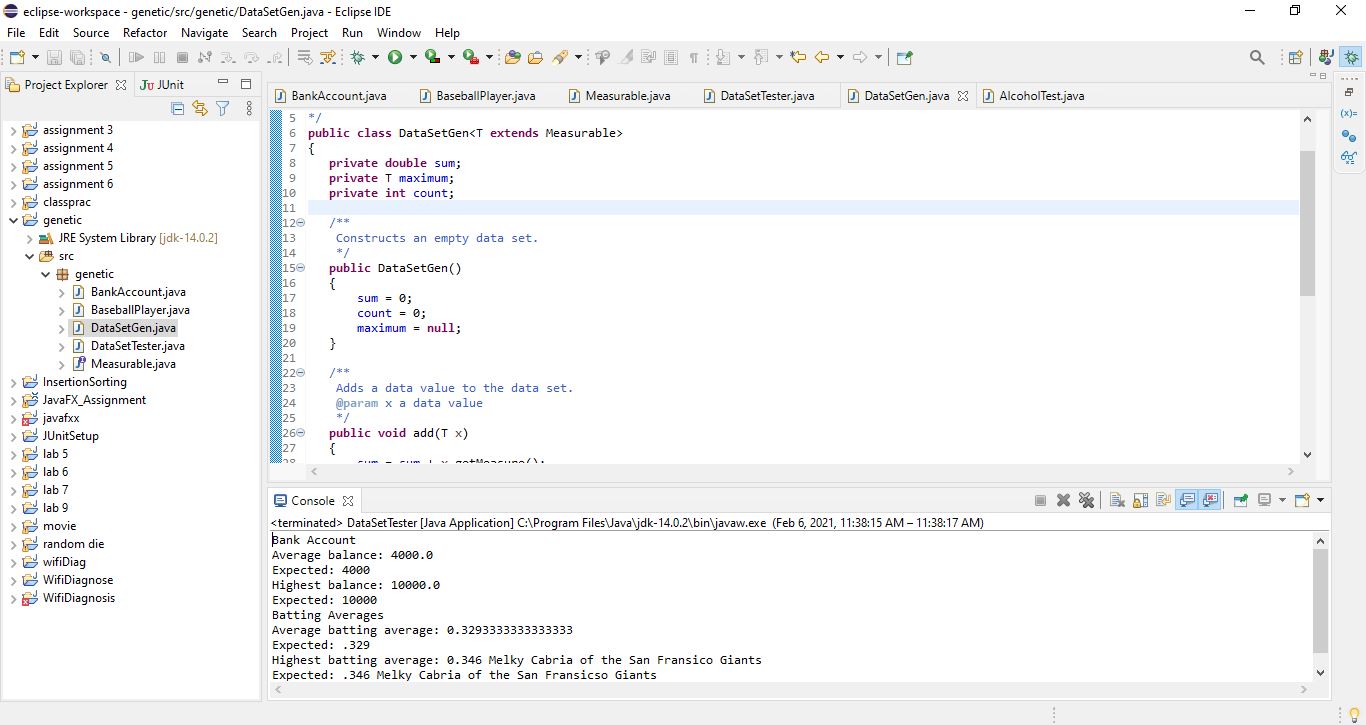 eclipse-workspace - genetic/src/genetic/DataSetGen.java - Eclipse IDE
File Edit Source Refactor Navigate Search Project Run Window Help
Project Explorer JUnit
assignment 3
assignment 4
assignment 5
assignment 6
classprac
genetic
JRE System Library [jdk-14.0.2]
src
genetic
BankAccount.java
BaseballPlayer.java
DataSetGen.java
DataSetTester.java
Measurable.java
InsertionSorting
JavaFX_Assignment
javafxx
JUnitSetup
lab 5
lab 6
lab 7
lab 9
movie
random die
wifiDiag
WifiDiagnose
WifiDiagnosis
BankAccount.java BaseballPlayer.java Measurable.java DataSetTester.java DataSetGen.java AlcoholTest.java
5 */
6 public class DataSetGen<T extends Measurable>
7 {
8 private double sum;
9 private T maximum;
10 private int count;
11
12 /**
13 Constructs an empty data set.
14 */
15 public DataSetGen()
16 {
17 sum = 0;
18 count = 0;
19 maximum = null;
20 }
21
22 /**
23 Adds a data value to the data set.
24 @param x a data value
25 */
26 public void add(T x)
27 {
28 sum = sum + x.getMeasure();
Console
<terminated> DataSetTester [Java Application] C:\Program Files\Java\jdk-14.0.2\bin\javaw.exe (Feb 6, 2021, 11:38:15 AM – 11:38:17 AM)
Bank Account
Average balance: 4000.0
Expected: 4000
Highest balance: 10000.0
Expected: 10000
Batting Averages
Average batting average: 0.3293333333333333
Expected: .329
Highest batting average: 0.346 Melky Cabria of the San Fransico Giants
Expected: .346 Melky Cabria of the San Fransicso Giants